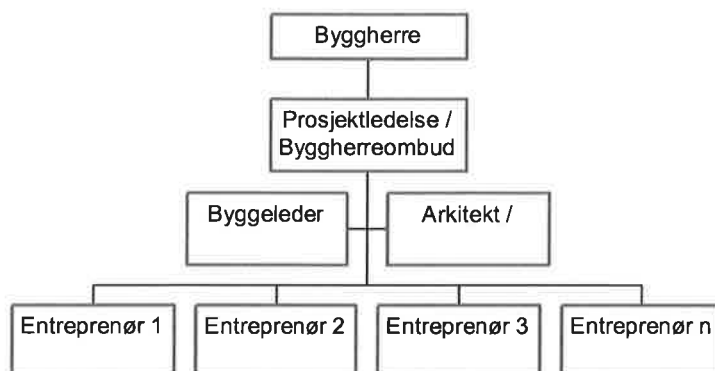 Byggherre
Prosjektledelse /
Byggherreombud
Byggeleder
Arkitekt /
Entreprenør 1
Entreprenør 2
Entreprenør 3
Entreprenør n